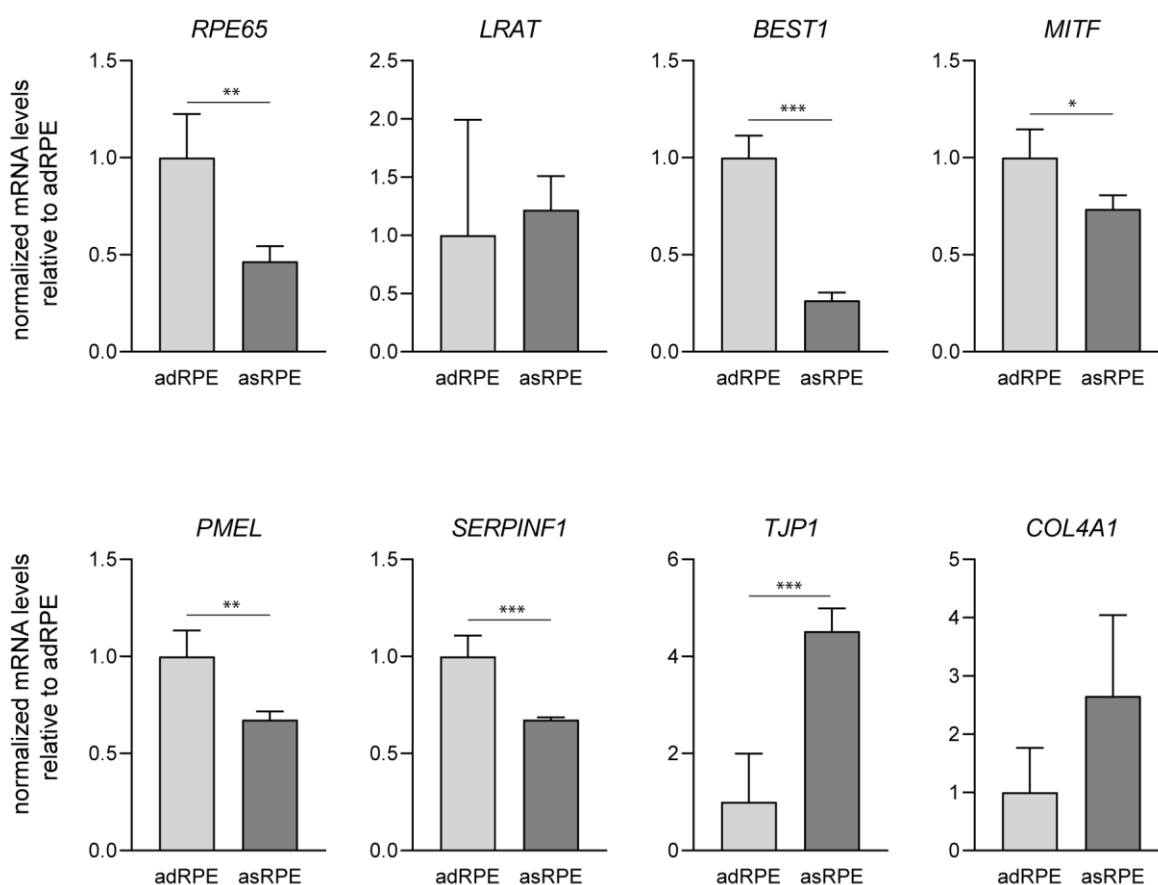 RPE65 LRAT BEST1 MITF
normalized mRNA levels
relative to adRPE
1.5 2.5 1.5 1.5
** *** *
2.0
1.0 1.5 1.0 1.0
1.0
0.5 0.5 0.5 0.5
0.0 0.0 0.0 0.0
adRPE asRPE adRPE asRPE adRPE asRPE adRPE asRPE
PMEL SERPINF1 TJP1 COL4A1
normalized mRNA levels
relative to adRPE
1.5 1.5 6 5
** *** ***
4
1.0 1.0 4 3
0.5 0.5 2 2
1
0.0 0.0 0 0
adRPE asRPE adRPE asRPE adRPE asRPE adRPE asRPE